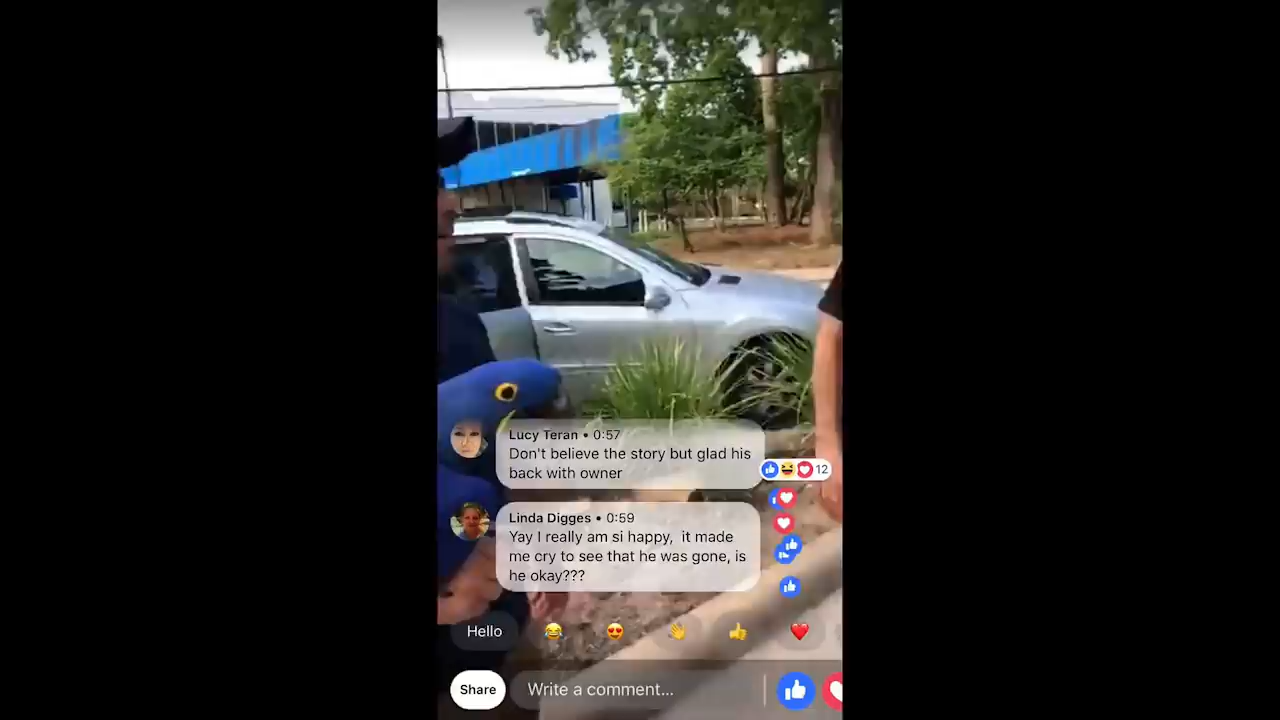 Lucy Teran • 0:57
Don't believe the story but glad his
back with owner
12
Linda Digges • 0:59
Yay I really am si happy,  it made
me cry to see that he was gone, is
he okay???
Hello
Share
Write a comment...